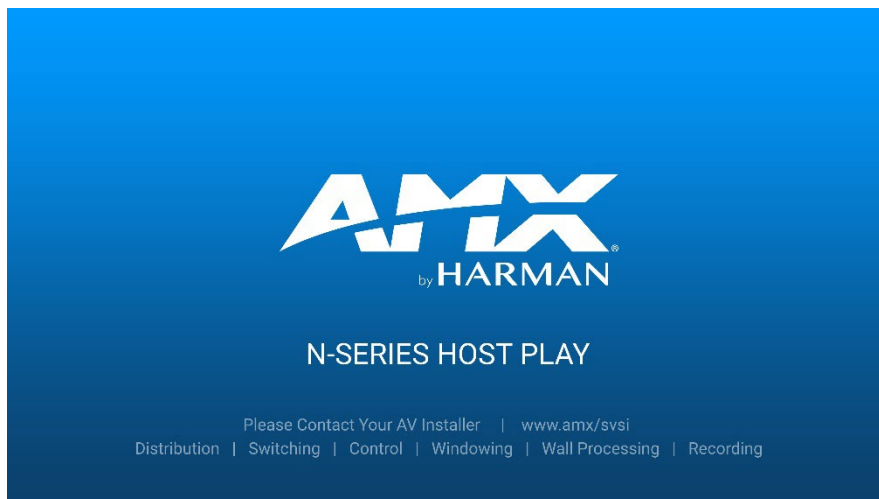 AMX®
by HARMAN
N-SERIES HOST PLAY
Please Contact Your AV Installer | www.amx/svsi
Distribution | Switching | Control | Windowing | Wall Processing | Recording